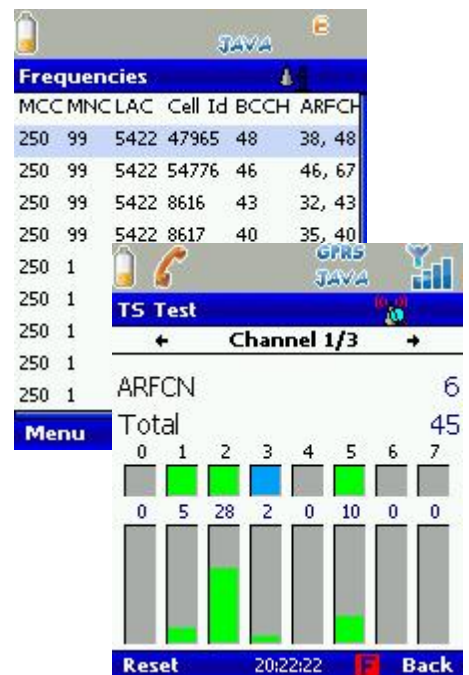 E
JAVA
Frequencies
MCC MNC LAC Cell Id BCCH ARFCH
250 99 5422 47965 48 38, 48
250 99 5422 54776 46 46, 67
250 99 5422 8616 43 32, 43
250 99 5422 8617 40 35, 40
250 1
250 1
250 1
250 1
250 1
Menu
GPRS
JAVA
TS Test
Channel 1/3
ARFCN 6
Total 45
0 1 2 3 4 5 6 7
0 5 28 2 0 10 0 0
Reset 20:22:22 F Back